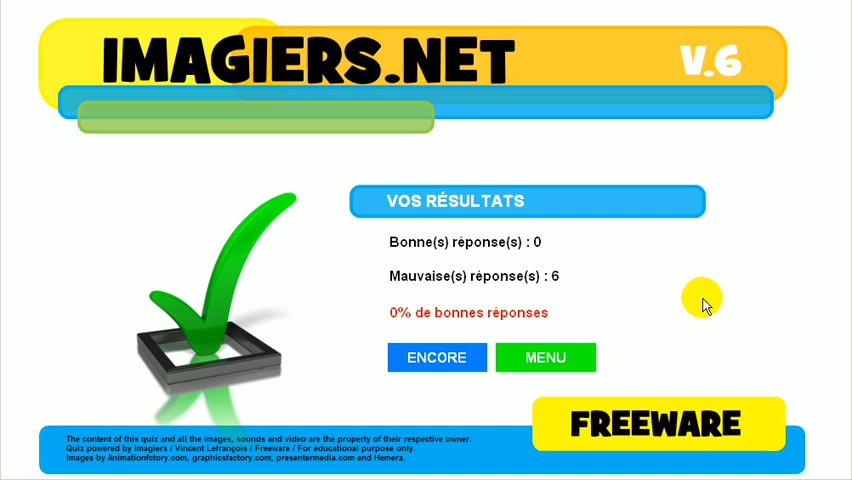 IMAGIERS.NET
V.6
VOS RÉSULTATS
Bonne(s) réponse(s) : 0
Mauvaise(s) réponse(s) : 6
0% de bonnes réponses
ENCORE
MENU
FREEWARE
The content of this quiz and all the images, sounds and video are the property of their respective owner.
Quiz powered by Imagiers / Vincent Lefrançois / Freeware / For educational purpose only.
Images by Animationfctory.com, graphicsfactory.com, presentermedia.com and Hemera.